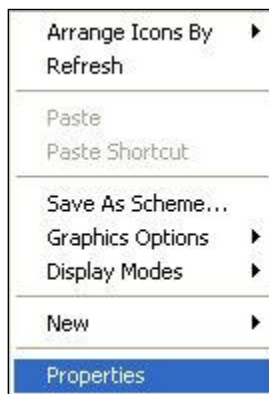 Arrange Icons By
Refresh
Paste
Paste Shortcut
Save As Scheme...
Graphics Options
Display Modes
New
Properties